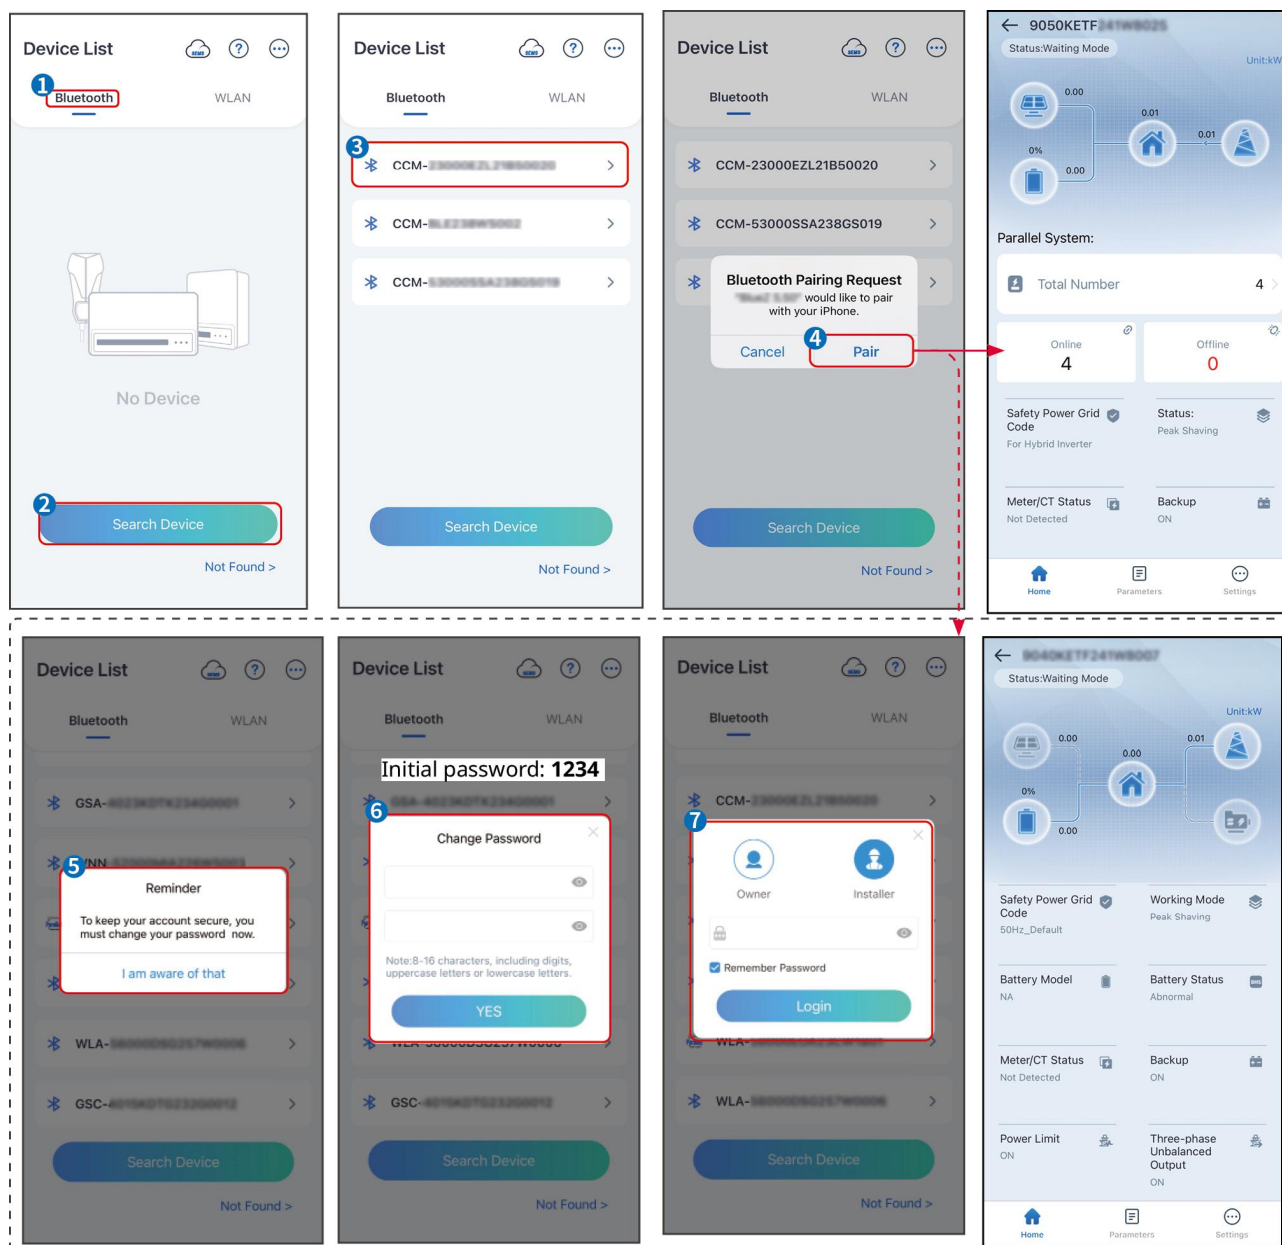 Device List
1
Bluetooth
WLAN
No Device
2
Search Device
Not Found >
Device List
Bluetooth
WLAN
3
CCM-
CCM-
CCM-
Search Device
Not Found >
Device List
Bluetooth
WLAN
CCM-23000EZL21B50020
CCM-53000SSA238GS019
Bluetooth Pairing Request
would like to pair
with your iPhone.
4
Cancel
Pair
Search Device
Not Found >
9050KETF
Status:Waiting Mode
Unit:kW
0.00
0.01
0.01
0%
0.00
Parallel System:
Total Number
4
Online
4
Offline
0
Safety Power Grid
Code
For Hybrid Inverter
Status:
Peak Shaving
Meter/CT Status
Not Detected
Backup
ON
Home
Parameters
Settings
Device List
Bluetooth
WLAN
GSA-
5
Reminder
To keep your account secure, you
must change your password now.
I am aware of that
WLA-
GSC-
Search Device
Not Found >
Device List
Bluetooth
WLAN
Initial password: 1234
6
Change Password
Note:8-16 characters, including digits,
uppercase letters or lowercase letters.
YES
GSC-
Search Device
Not Found >
Device List
Bluetooth
WLAN
CCM-
7
Owner
Installer
Remember Password
Login
WLA-
WLA-
Search Device
Not Found >
Status:Waiting Mode
Unit:kW
0.00
0.01
0.00
0%
0.00
Safety Power Grid
Code
50Hz_Default
Working Mode
Peak Shaving
Battery Model
NA
Battery Status
Abnormal
Meter/CT Status
Not Detected
Backup
ON
Power Limit
ON
Three-phase
Unbalanced
Output
ON
Home
Parameters
Settings